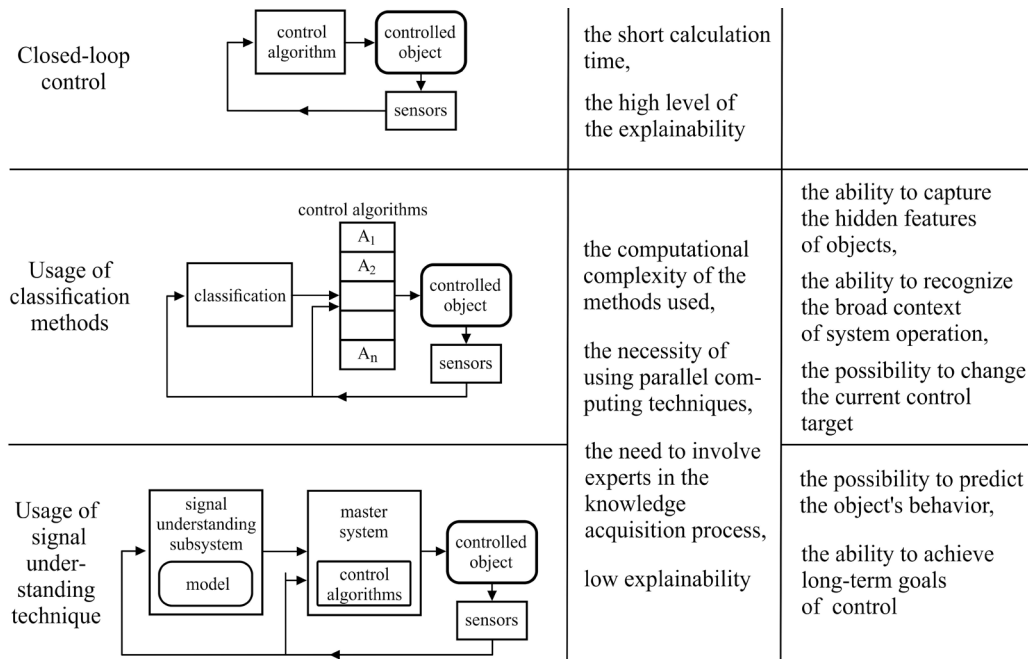 Closed-loop
control
control
algorithm
controlled
object
sensors
the short calculation
time,
the high level of
the explainability
Usage of
classification
methods
classification
control algorithms
A1
A2
An
controlled
object
sensors
the computational
complexity of the
methods used,
the necessity of
using parallel com-
puting techniques,
the need to involve
experts in the
knowledge
acquisition process,
low explainability
the ability to capture
the hidden features
of objects,
the ability to recognize
the broad context
of system operation,
the possibility to change
the current control
target
Usage of
signal
under-
standing
technique
signal
understanding
subsystem
model
master
system
control
algorithms
controlled
object
sensors
the possibility to predict
the object's behavior,
the ability to achieve
long-term goals
of control